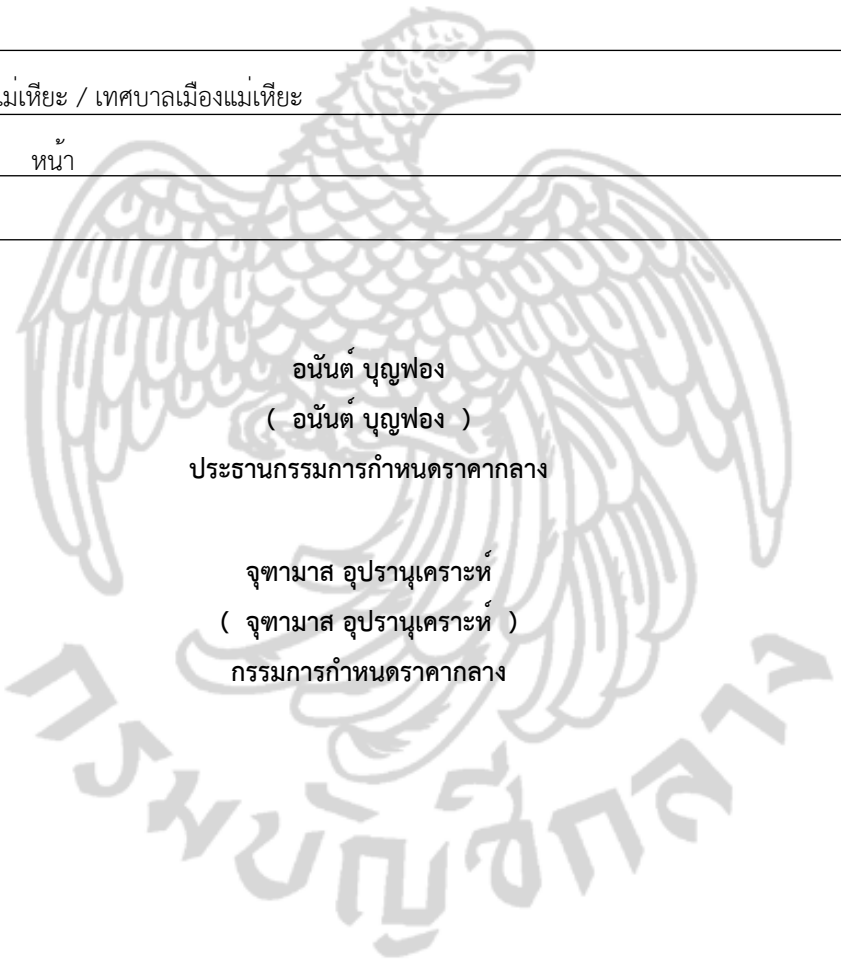 แม่เหียะ / เทศบาลเมืองแม่เหียะ
หน้า
อนันต์ บุญฟอง
( อนันต์ บุญฟอง )
ประธานกรรมการกำหนดราคากลาง
จุฑามาส อุปรานุเคราะห์
( จุฑามาส อุปรานุเคราะห์ )
กรรมการกำหนดราคากลาง
กรมบัญชีกลาง